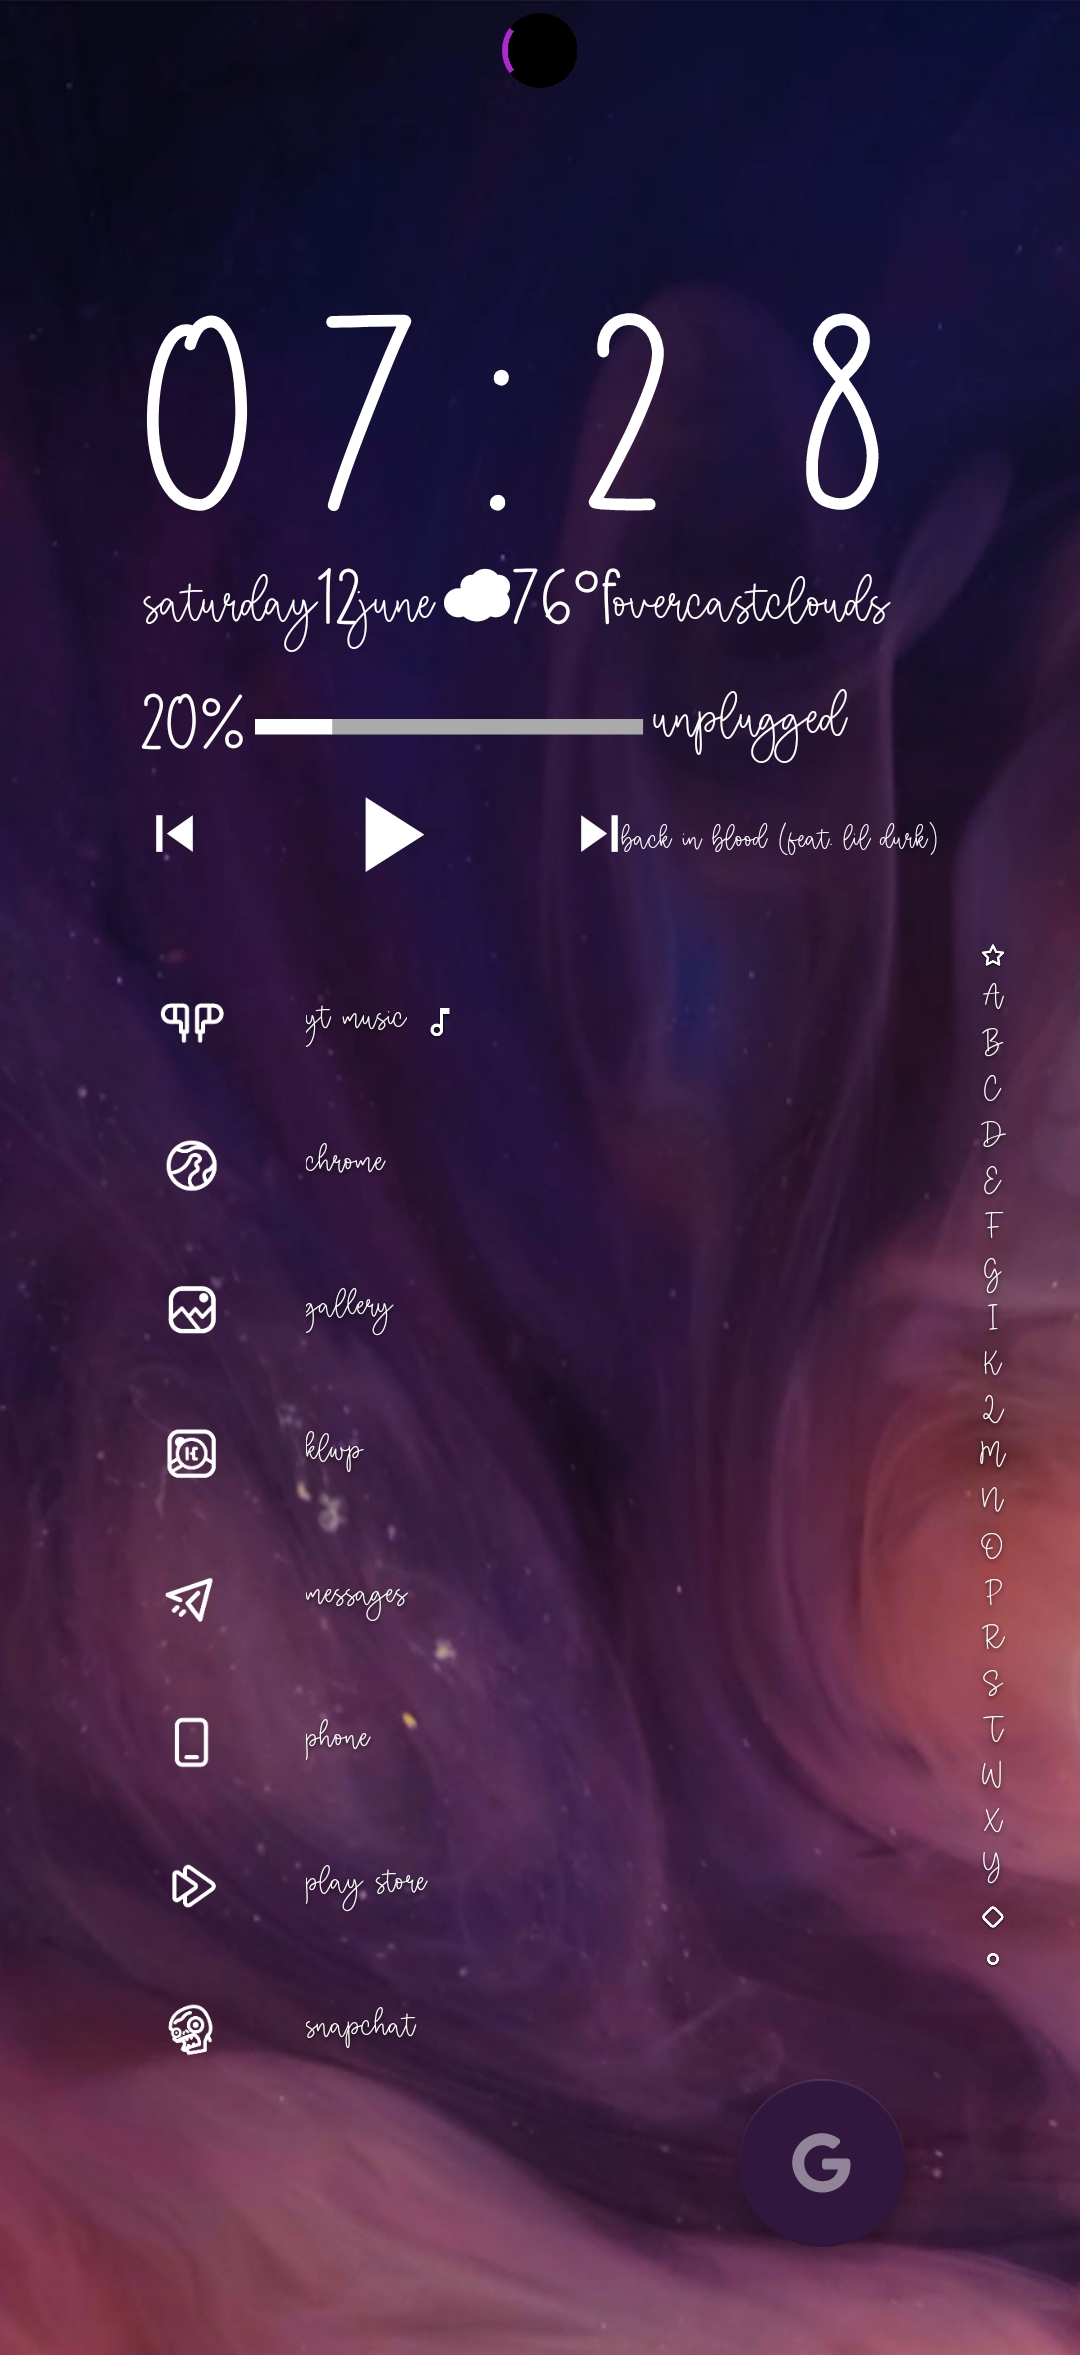 07:28
saturday12june 76°fovercastclouds
20% unplugged
back in blood (feat. lil durk)
yt music
chrome
gallery
klwp
messages
phone
play store
snapchat
A
B
C
D
E
F
G
I
K
L
M
N
O
P
R
S
T
W
X
Y
G